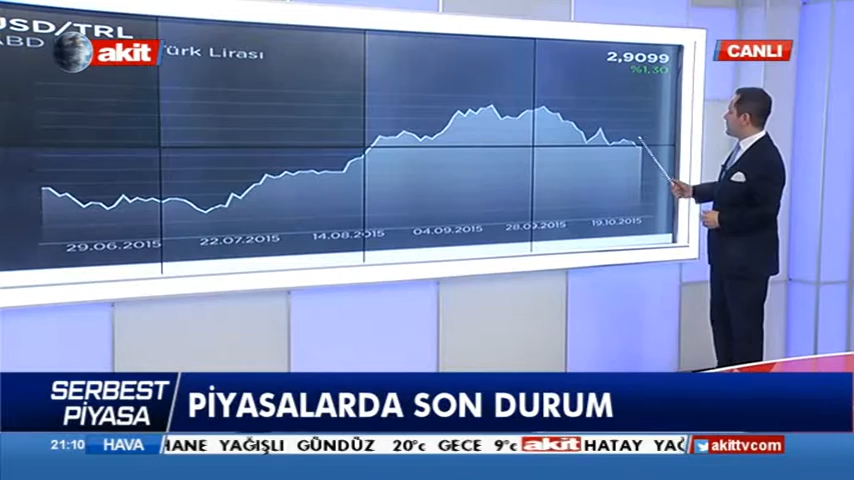 USD/TRL
ABD
Türk Lirası
akit
2,9099
%1,30
CANLI
29.06.2015
22.07.2015
14.08.2015
04.09.2015
28.09.2015
19.10.2015
SERBEST
PİYASA
PİYASALARDA SON DURUM
21:10 HAVA HANE YAĞIŞLI GÜNDÜZ 20°c GECE 9°c akit HATAY YAĞ akittvcom